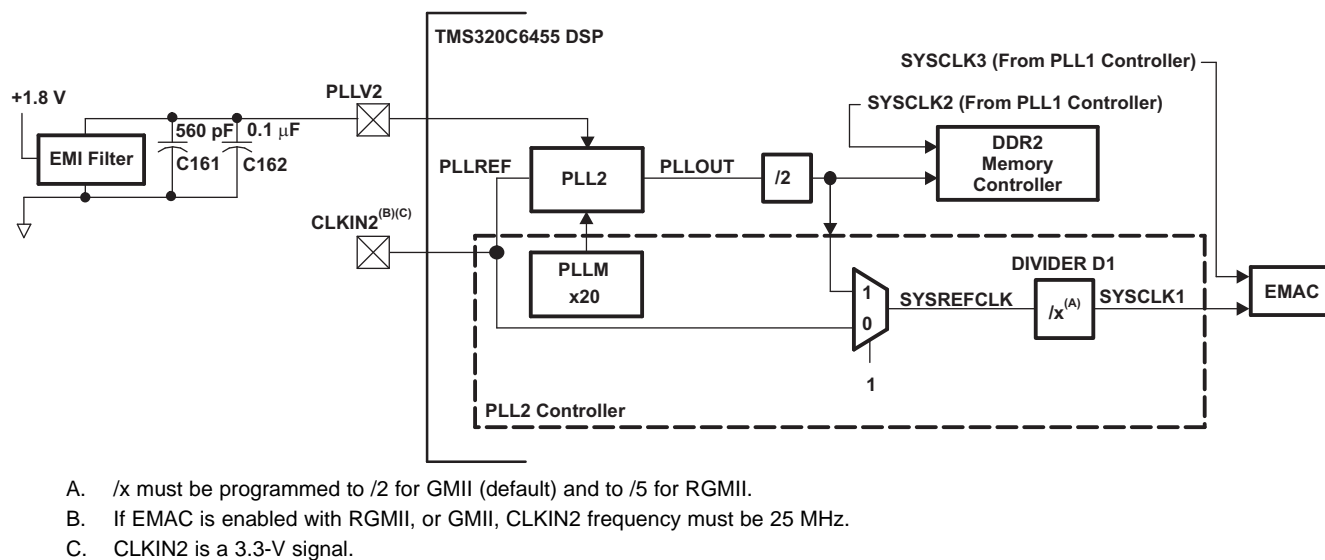 TMS320C6455 DSP
SYSCLK3 (From PLL1 Controller)
+1.8 V
PLLV2
SYSCLK2 (From PLL1 Controller)
560 pF 0.1 μF
EMI Filter
C161 C162
PLLREF
PLL2
PLLOUT
/2
DDR2
Memory
Controller
CLKIN2(B)(C)
PLLM
x20
1
0
SYSREFCLK
DIVIDER D1
/x(A)
SYSCLK1
EMAC
1
PLL2 Controller
A. /x must be programmed to /2 for GMII (default) and to /5 for RGMII.
B. If EMAC is enabled with RGMII, or GMII, CLKIN2 frequency must be 25 MHz.
C. CLKIN2 is a 3.3-V signal.